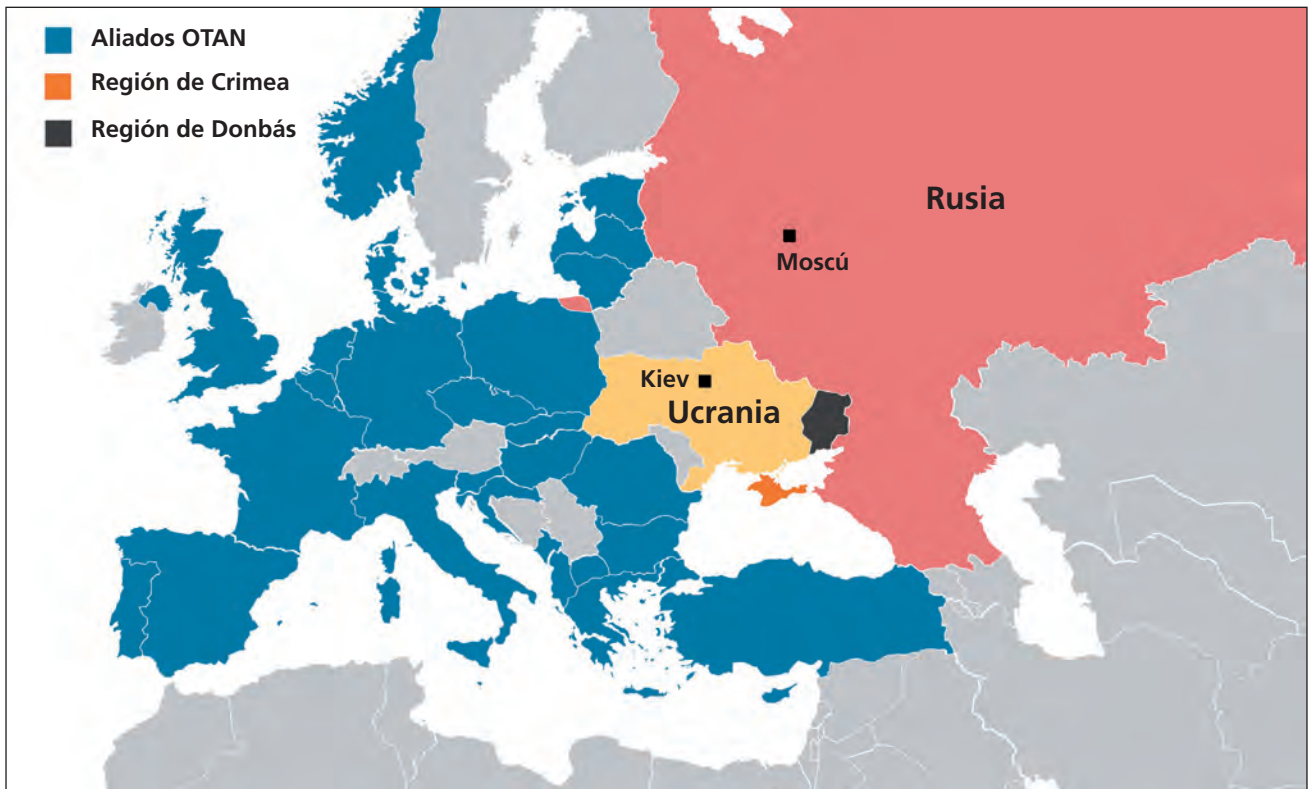 Aliados OTAN
Región de Crimea
Región de Donbás
Rusia
Moscú
Kiev
Ucrania